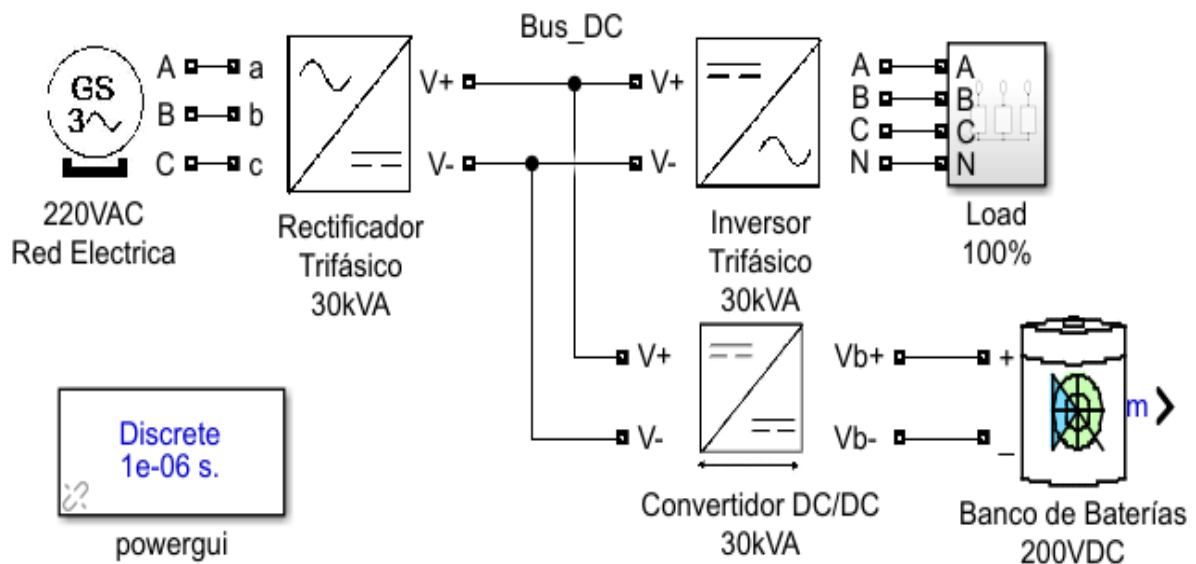 Bus_DC
GS
3
A
B
C
a
b
c
V+
V-
V+
V-
A
B
C
N
A
B
C
N
220VAC
Red Electrica
Rectificador
Trifásico
30kVA
Inversor
Trifásico
30kVA
Load
100%
V+
V-
Vb+
Vb-
+
_
m
Convertidor DC/DC
30kVA
Banco de Baterías
200VDC
Discrete
1e-06 s.
powergui